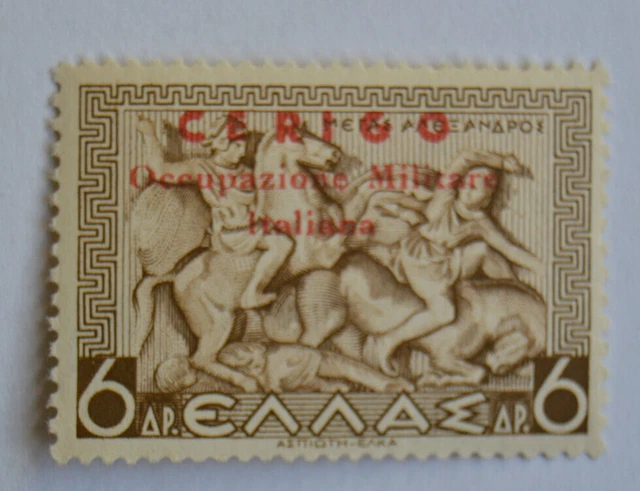 CERIGO
ΜΕΓΑΣ ΑΛΕΞΑΝΔΡΟΣ
Occupazione Militare
Italiana
6 ΔΡ. ΕΛΛΑΣ ΔΡ. 6
ΑΣΠΙΩΤΗ-ΕΛΚΑ